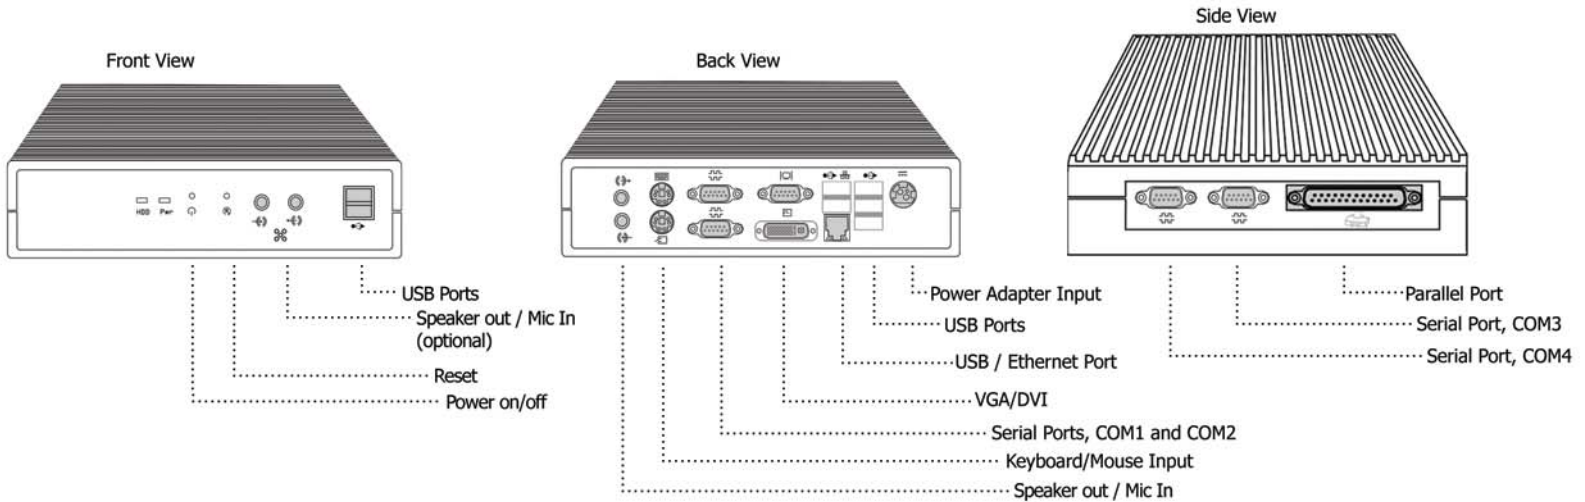 Side View
Front View
Back View
HDD Pwr
USB Ports
Speaker out / Mic In
(optional)
Reset
Power on/off
Power Adapter Input
USB Ports
USB / Ethernet Port
VGA/DVI
Serial Ports, COM1 and COM2
Keyboard/Mouse Input
Speaker out / Mic In
Parallel Port
Serial Port, COM3
Serial Port, COM4